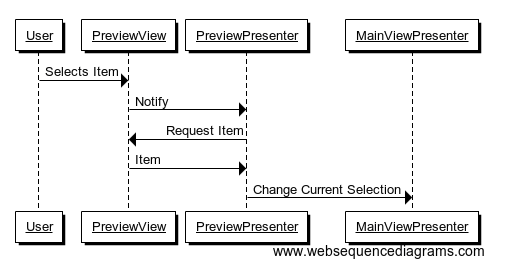 User PreviewView PreviewPresenter MainViewPresenter
Selects Item
Notify
Request Item
Item
Change Current Selection
User PreviewView PreviewPresenter MainViewPresenter
www.websequencediagrams.com